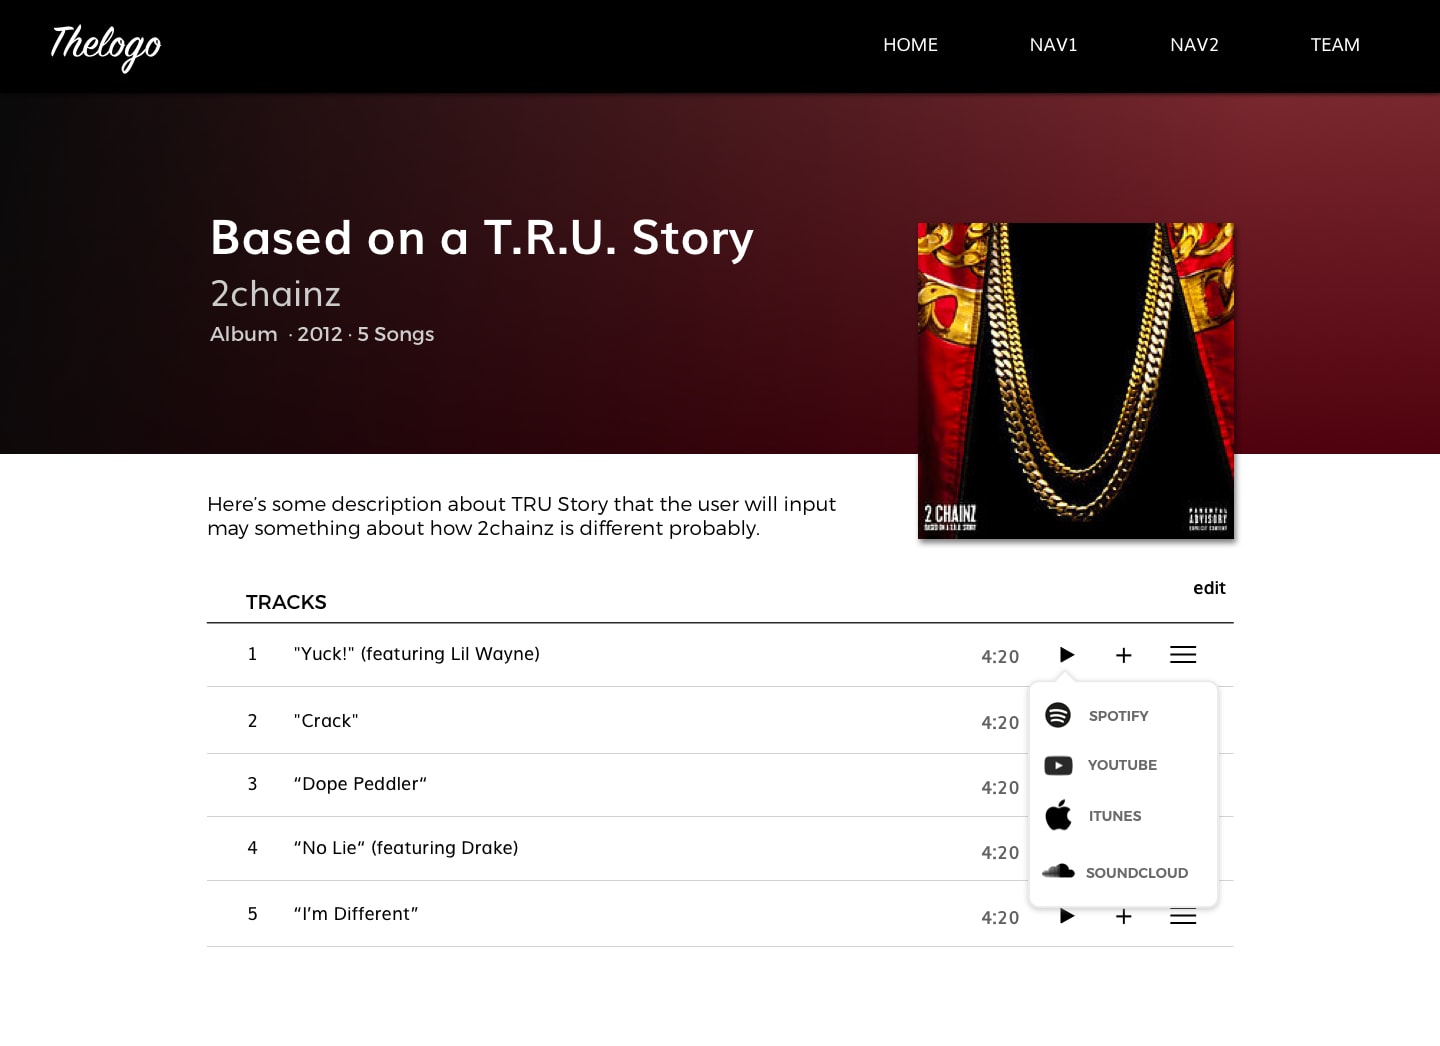 Thelogo
HOME NAV1 NAV2 TEAM
Based on a T.R.U. Story
2chainz
Album · 2012 · 5 Songs
2 CHAINZ
BASED ON A T.R.U. STORY
PARENTAL
ADVISORY
EXPLICIT CONTENT
Here’s some description about TRU Story that the user will input
may something about how 2chainz is different probably.
edit
TRACKS
1 "Yuck!" (featuring Lil Wayne) 4:20
SPOTIFY
2 "Crack" 4:20
YOUTUBE
3 “Dope Peddler“ 4:20
ITUNES
4 “No Lie“ (featuring Drake) 4:20
SOUNDCLOUD
5 “I’m Different” 4:20